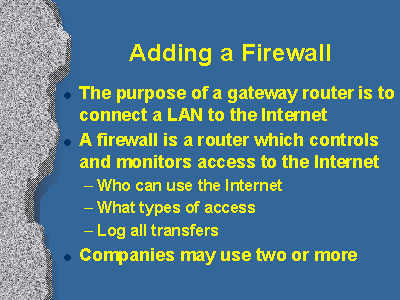 Adding a Firewall
• The purpose of a gateway router is to
connect a LAN to the Internet
• A firewall is a router which controls
and monitors access to the Internet
– Who can use the Internet
– What types of access
– Log all transfers
• Companies may use two or more